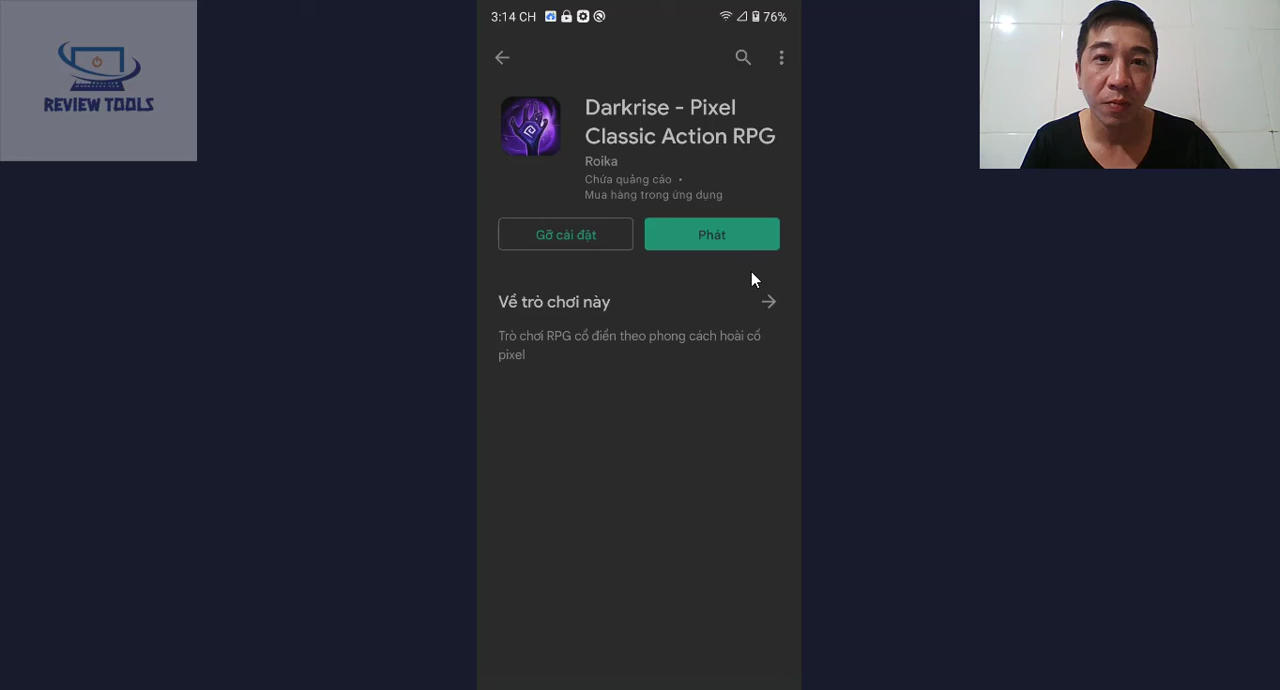 REVIEW TOOLS
3:14 CH
76%
Darkrise - Pixel
Classic Action RPG
Roika
Chứa quảng cáo •
Mua hàng trong ứng dụng
Gỡ cài đặt
Phát
Về trò chơi này
Trò chơi RPG cổ điển theo phong cách hoài cổ
pixel